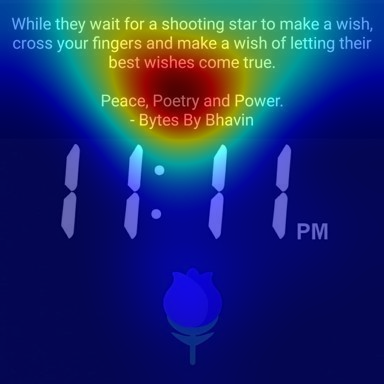 While they wait for a shooting star to make a wish,
cross your fingers and make a wish of letting their
best wishes come true.
Peace, Poetry and Power.
- Bytes By Bhavin
11:11 PM